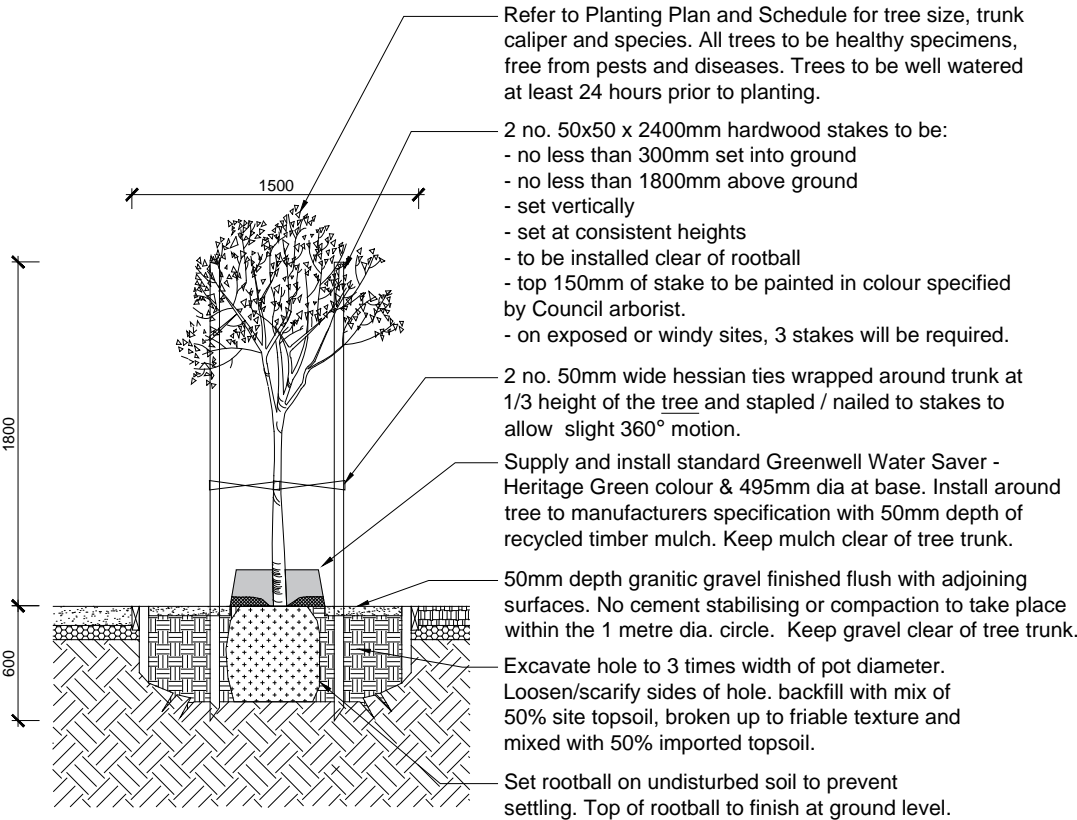 Refer to Planting Plan and Schedule for tree size, trunk
caliper and species. All trees to be healthy specimens,
free from pests and diseases. Trees to be well watered
at least 24 hours prior to planting.
2 no. 50x50 x 2400mm hardwood stakes to be:
- no less than 300mm set into ground
- no less than 1800mm above ground
- set vertically
- set at consistent heights
- to be installed clear of rootball
- top 150mm of stake to be painted in colour specified
by Council arborist.
- on exposed or windy sites, 3 stakes will be required.
1500
1800
600
2 no. 50mm wide hessian ties wrapped around trunk at
1/3 height of the tree and stapled / nailed to stakes to
allow  slight 360° motion.
Supply and install standard Greenwell Water Saver -
Heritage Green colour & 495mm dia at base. Install around
tree to manufacturers specification with 50mm depth of
recycled timber mulch. Keep mulch clear of tree trunk.
50mm depth granitic gravel finished flush with adjoining
surfaces. No cement stabilising or compaction to take place
within the 1 metre dia. circle.  Keep gravel clear of tree trunk.
Excavate hole to 3 times width of pot diameter.
Loosen/scarify sides of hole. backfill with mix of
50% site topsoil, broken up to friable texture and
mixed with 50% imported topsoil.
Set rootball on undisturbed soil to prevent
settling. Top of rootball to finish at ground level.